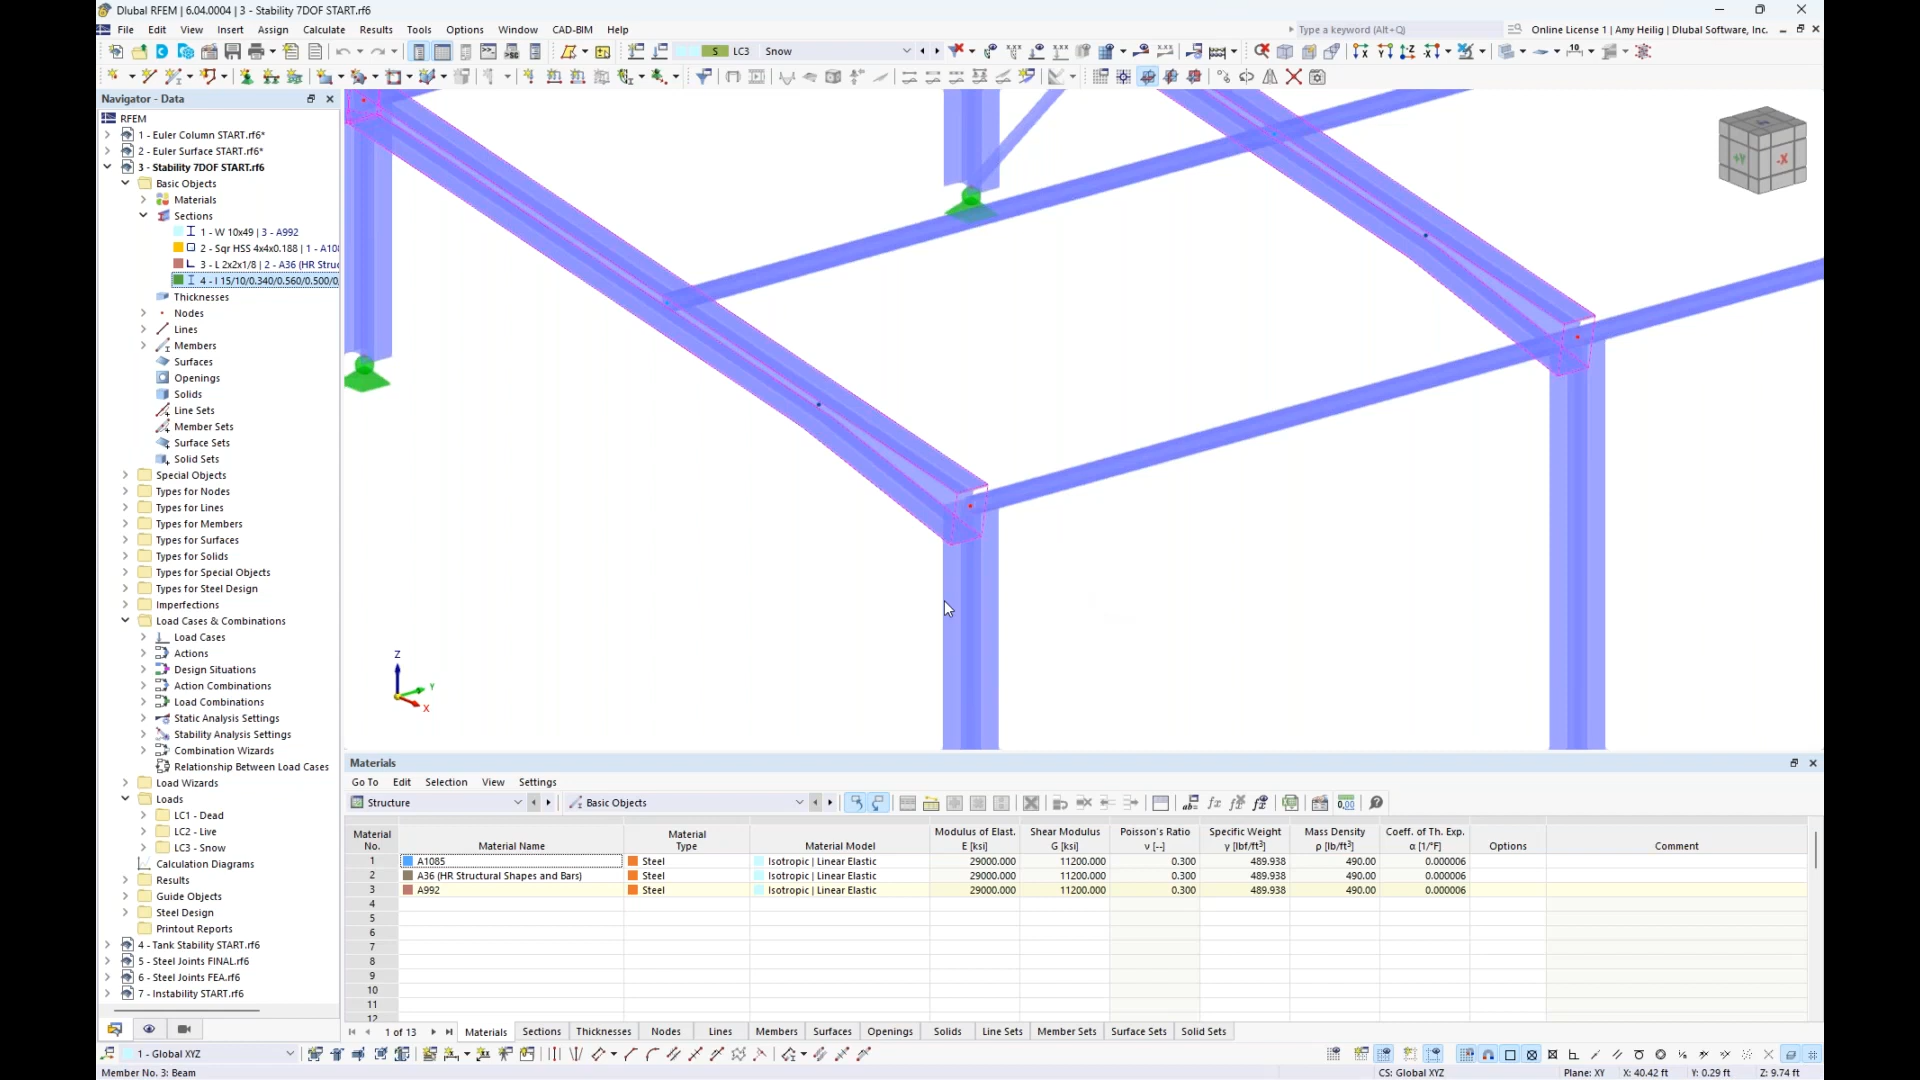 Dlubal RFEM | 6.04.0004 | 3 - Stability 7DOF START.rf6
File Edit View Insert Assign Calculate Results Tools Options Window CAD-BIM Help
Type a keyword (Alt+Q)
Online License 1 | Amy Heilig | Dlubal Software, Inc.
S LC3 Snow
Navigator - Data
RFEM
1 - Euler Column START.rf6*
2 - Euler Surface START.rf6*
3 - Stability 7DOF START.rf6
Basic Objects
Materials
Sections
1 - W 10x49 | 3 - A992
2 - Sqr HSS 4x4x0.188 | 1 - A10
3 - L 2x2x1/8 | 2 - A36 (HR Struc
4 - I 15/10/0.340/0.560/0.500/0.
Thicknesses
Nodes
Lines
Members
Surfaces
Openings
Solids
Line Sets
Member Sets
Surface Sets
Solid Sets
Special Objects
Types for Nodes
Types for Lines
Types for Members
Types for Surfaces
Types for Solids
Types for Special Objects
Types for Steel Design
Imperfections
Load Cases & Combinations
Load Cases
Actions
Design Situations
Action Combinations
Load Combinations
Static Analysis Settings
Stability Analysis Settings
Combination Wizards
Relationship Between Load Cases
Load Wizards
Loads
LC1 - Dead
LC2 - Live
LC3 - Snow
Calculation Diagrams
Results
Guide Objects
Steel Design
Printout Reports
4 - Tank Stability START.rf6
5 - Steel Joints FINAL.rf6
6 - Steel Joints FEA.rf6
7 - Instability START.rf6
+Y -X
Z
Y
X
Materials
Go To Edit Selection View Settings
Structure Basic Objects
Material No. Material Name Material Type Material Model Modulus of Elast. E [ksi] Shear Modulus G [ksi] Poisson's Ratio ν [--] Specific Weight γ [lbf/ft³] Mass Density ρ [lb/ft³] Coeff. of Th. Exp. α [1/°F] Options Comment
1 A1085 Steel Isotropic | Linear Elastic 29000.000 11200.000 0.300 489.938 490.00 0.000006
2 A36 (HR Structural Shapes and Bars) Steel Isotropic | Linear Elastic 29000.000 11200.000 0.300 489.938 490.00 0.000006
3 A992 Steel Isotropic | Linear Elastic 29000.000 11200.000 0.300 489.938 490.00 0.000006
4
5
6
7
8
9
10
11
12
1 of 13 Materials Sections Thicknesses Nodes Lines Members Surfaces Openings Solids Line Sets Member Sets Surface Sets Solid Sets
1 - Global XYZ
Member No. 3: Beam
CS: Global XYZ
Plane: XY
X: 40.42 ft
Y: 0.29 ft
Z: 9.74 ft